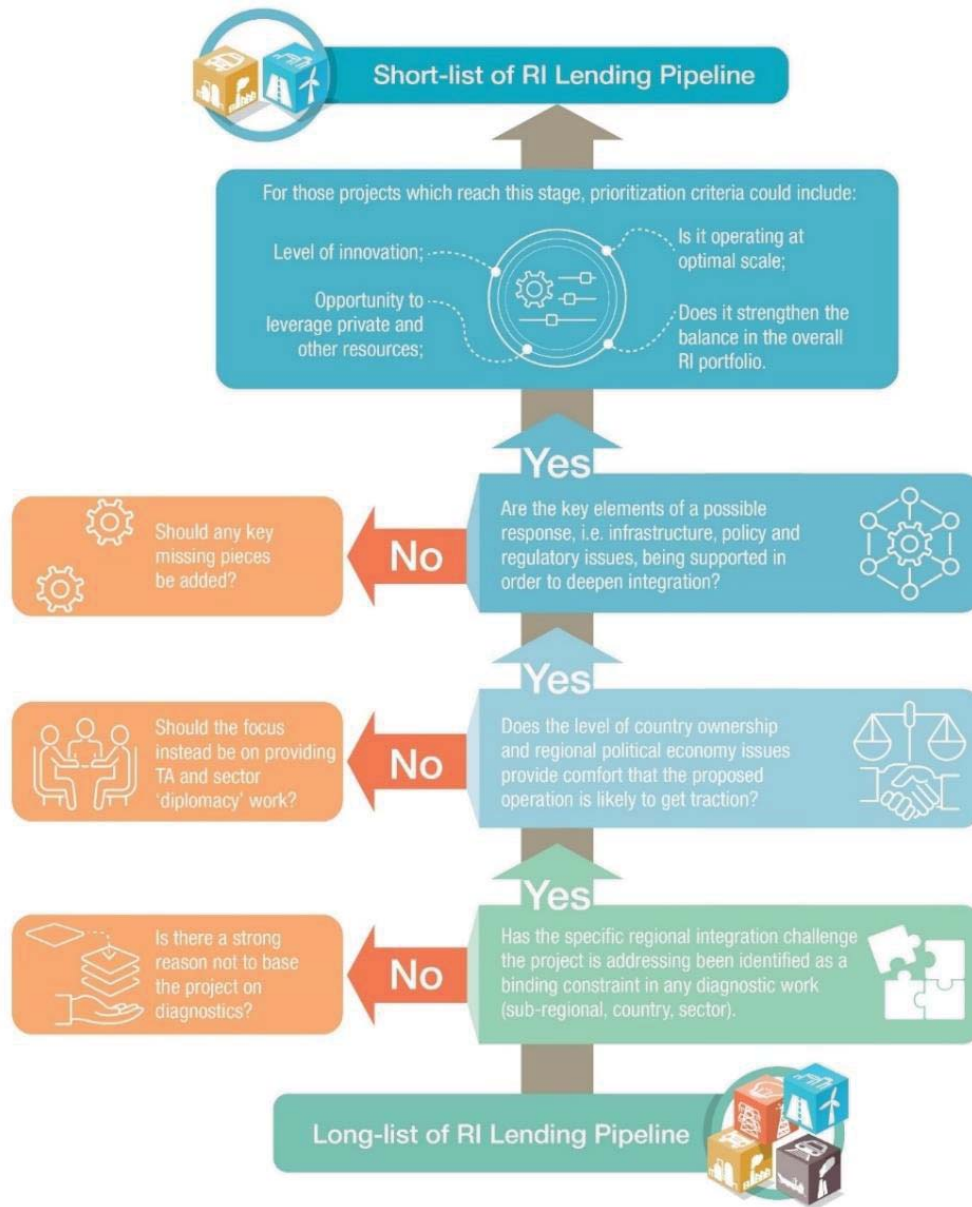 Short-list of RI Lending Pipeline
For those projects which reach this stage, prioritization criteria could include:
Level of innovation;
Is it operating at
optimal scale;
Opportunity to
leverage private and
other resources;
Does it strengthen the
balance in the overall
RI portfolio.
Yes
Should any key
missing pieces
be added?
No
Are the key elements of a possible
response, i.e. infrastructure, policy and
regulatory issues, being supported in
order to deepen integration?
Yes
Should the focus
instead be on providing
TA and sector
‘diplomacy’ work?
No
Does the level of country ownership
and regional political economy issues
provide comfort that the proposed
operation is likely to get traction?
Yes
Is there a strong
reason not to base
the project on
diagnostics?
No
Has the specific regional integration challenge
the project is addressing been identified as a
binding constraint in any diagnostic work
(sub-regional, country, sector).
Long-list of RI Lending Pipeline